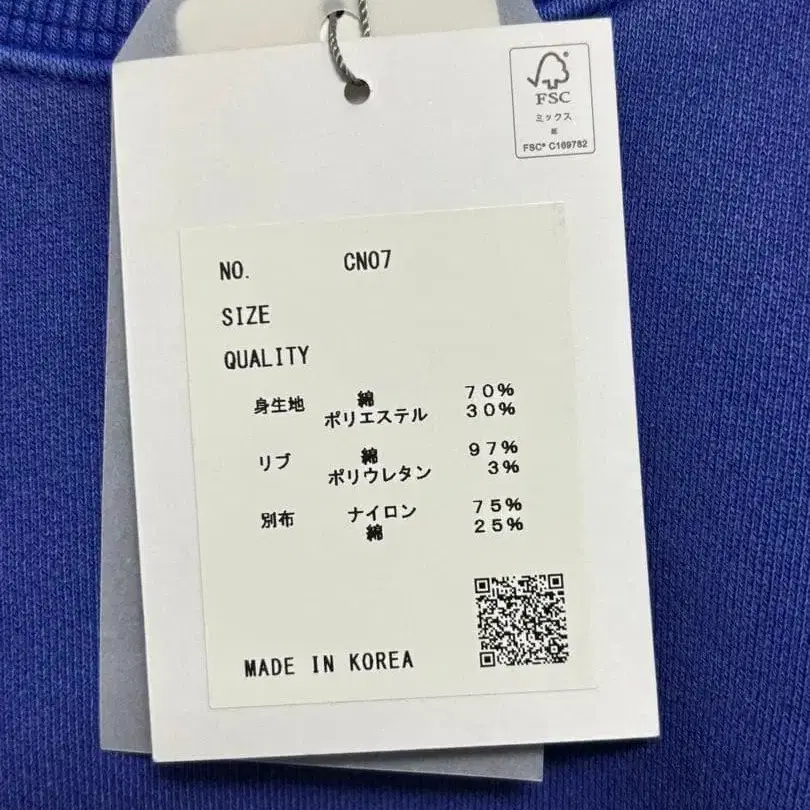 FSC
ミックス
紙
FSC® C169782
NO. CN07
SIZE
QUALITY
身生地 綿 70%
ポリエステル 30%
リブ 綿 97%
ポリウレタン 3%
別布 ナイロン 75%
綿 25%
MADE IN KOREA